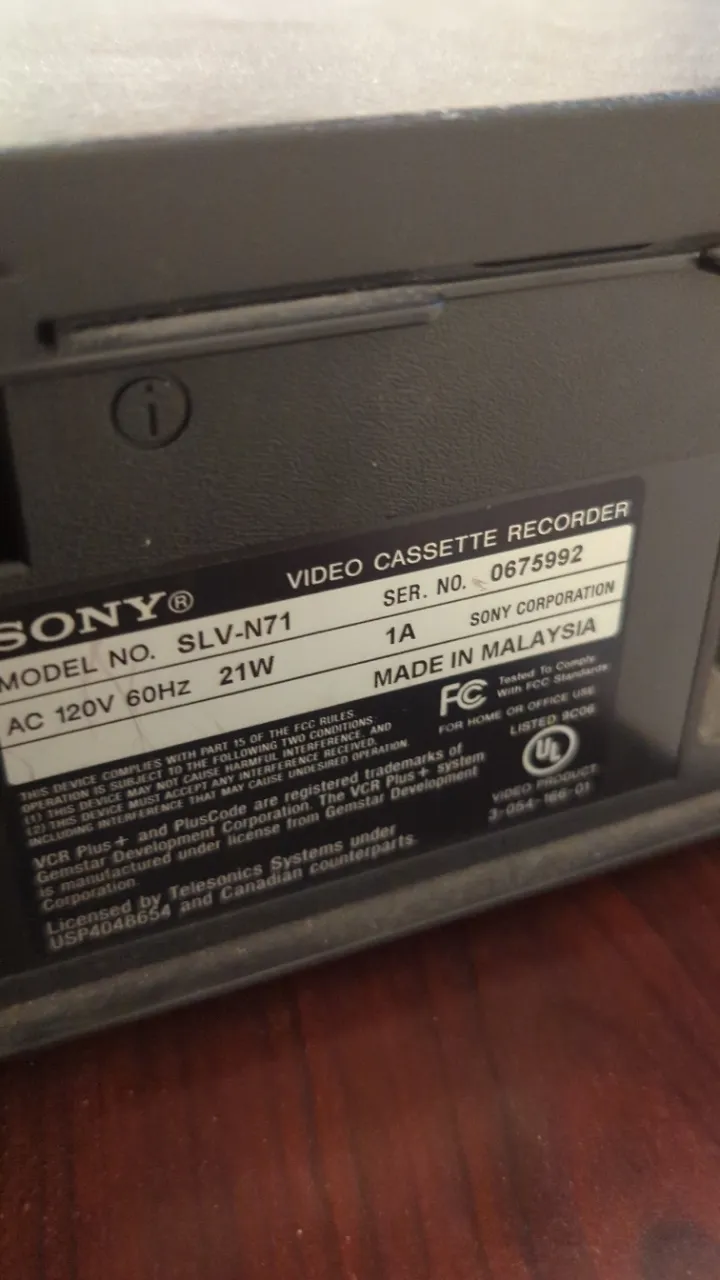 i
VIDEO CASSETTE RECORDER
SONY®
MODEL NO. SLV-N71
SER. NO. 0675992
AC 120V 60Hz 21W
1A
SONY CORPORATION
MADE IN MALAYSIA
THIS DEVICE COMPLIES WITH PART 15 OF THE FCC RULES
OPERATION IS SUBJECT TO THE FOLLOWING TWO CONDITIONS
(1) THIS DEVICE MAY NOT CAUSE HARMFUL INTERFERENCE, AND
(2) THIS DEVICE MUST ACCEPT ANY INTERFERENCE RECEIVED,
INCLUDING INTERFERENCE THAT MAY CAUSE UNDESIRED OPERATION.
FC Tested To Comply
With FCC Standards
FOR HOME OR OFFICE USE
LISTED 9C06
UL
VIDEO PRODUCT
3-054-166-01
VCR Plus+ and PlusCode are registered trademarks of
Gemstar Development Corporation. The VCR Plus+ system
is manufactured under license from Gemstar Development
Corporation.
Licensed by Telesonics Systems under
USP4048654 and Canadian counterparts.